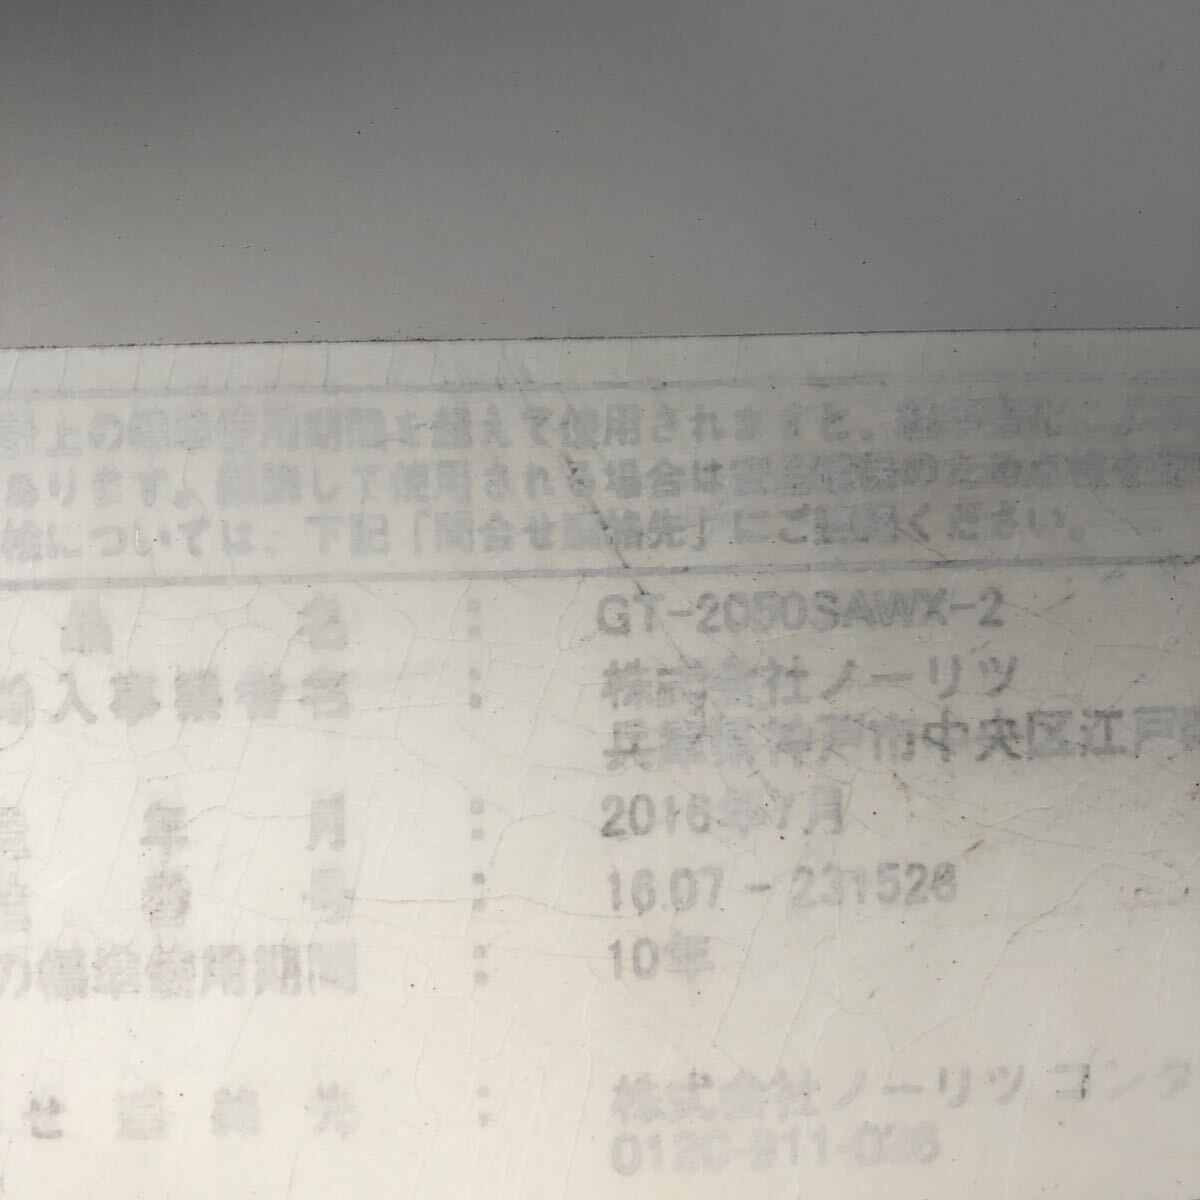 計上の標準使用期間を超えて使用されますと、経年劣化に
あります。継続して使用される場合は安全確保のため点検を
検については、下記「問合せ連絡先」にご連絡ください。
品名 : GT-2050SAWX-2
輸入事業者名 : 株式会社ノーリツ
兵庫県神戸市中央区江戸
年月 : 2016年7月
番号 : 16.07 - 231526
の標準使用期間 : 10年
せ連絡先 : 株式会社ノーリツ コンタ
0120-911-026